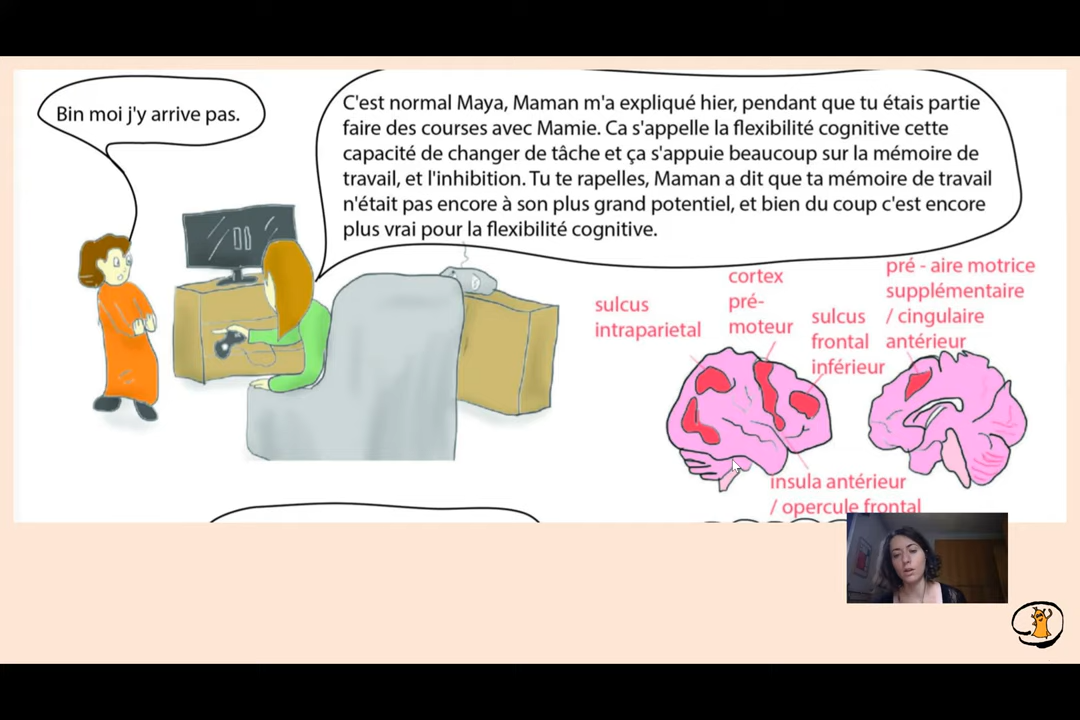 Bin moi j'y arrive pas.
C'est normal Maya, Maman m'a expliqué hier, pendant que tu étais partie
faire des courses avec Mamie. Ca s'appelle la flexibilité cognitive cette
capacité de changer de tâche et ça s'appuie beaucoup sur la mémoire de
travail, et l'inhibition. Tu te rapelles, Maman a dit que ta mémoire de travail
n'était pas encore à son plus grand potentiel, et bien du coup c'est encore
plus vrai pour la flexibilité cognitive.
sulcus
intraparietal
cortex
pré-
moteur
sulcus
frontal
inférieur
pré - aire motrice
supplémentaire
/ cingulaire
antérieur
insula antérieur
/ opercule frontal